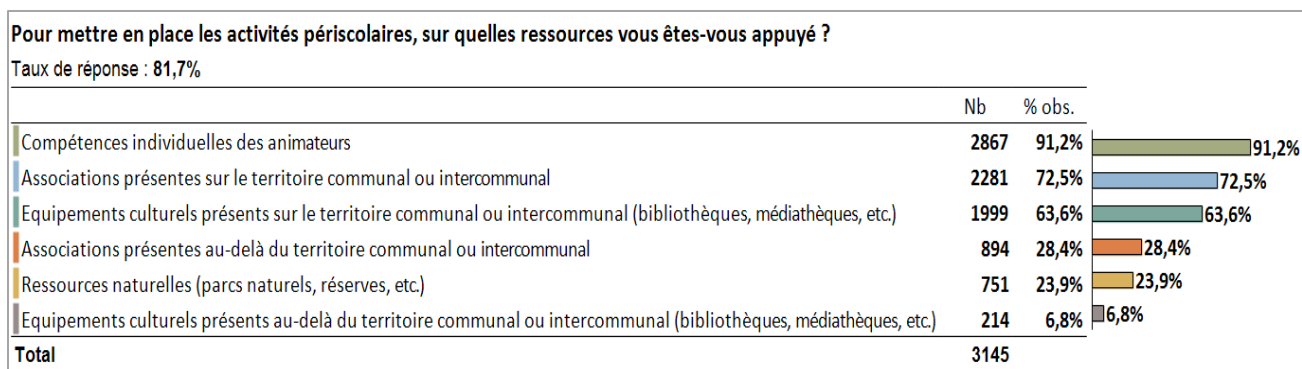 Pour mettre en place les activités périscolaires, sur quelles ressources vous êtes-vous appuyé ?
Taux de réponse : 81,7%
Nb % obs.
Compétences individuelles des animateurs 2867 91,2% 91,2%
Associations présentes sur le territoire communal ou intercommunal 2281 72,5% 72,5%
Equipements culturels présents sur le territoire communal ou intercommunal (bibliothèques, médiathèques, etc.) 1999 63,6% 63,6%
Associations présentes au-delà du territoire communal ou intercommunal 894 28,4% 28,4%
Ressources naturelles (parcs naturels, réserves, etc.) 751 23,9% 23,9%
Equipements culturels présents au-delà du territoire communal ou intercommunal (bibliothèques, médiathèques, etc.) 214 6,8% 6,8%
Total 3145